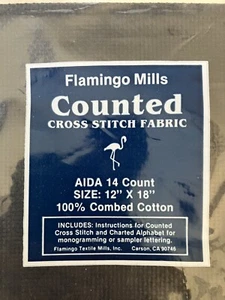 Flamingo Mills
Counted
CROSS STITCH FABRIC
AIDA 14 Count
SIZE: 12" X 18"
100% Combed Cotton
INCLUDES: Instructions for Counted
Cross Stitch and Charted Alphabet for
monogramming or sampler lettering.
Flamingo Textile Mills, Inc. Carson, CA 90746